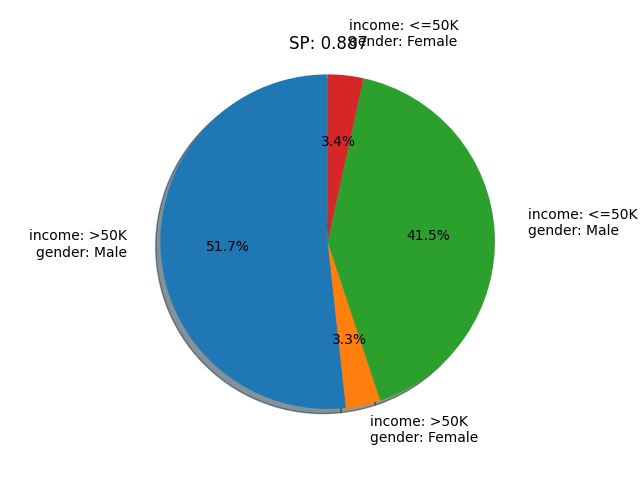 income: <=50K
gender: Female
SP: 0.887
3.4%
income: <=50K
gender: Male
41.5%
income: >50K
gender: Male
51.7%
3.3%
income: >50K
gender: Female